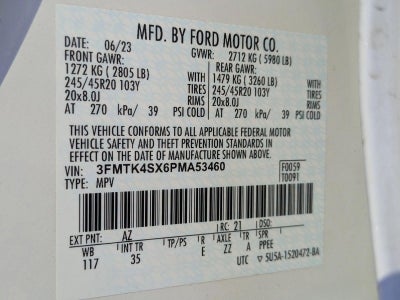 MFD. BY FORD MOTOR CO.
DATE: 06/23 GVWR: 2712 KG ( 5980 LB)
FRONT GAWR: REAR GAWR:
1272 KG ( 2805 LB) 1479 KG ( 3260 LB)
245/45R20 103Y TIRES 245/45R20 103Y TIRES
20x8.0J RIMS 20x8.0J RIMS
AT 270 kPa/ 39 PSI COLD AT 270 kPa/ 39 PSI COLD
THIS VEHICLE CONFORMS TO ALL APPLICABLE FEDERAL MOTOR
VEHICLE SAFETY AND THEFT PREVENTION STANDARDS IN
EFFECT ON THE DATE OF MANUFACTURE SHOWN ABOVE.
VIN: 3FMTK4SX6PMA53460 F0059
TYPE: MPV T0091
EXT PNT: AZ RC: 21 DSO:
WB INT TR TP/PS R AXLE TR SPR
117 35 E ZZ A PPEE
UTC ▽ 5U5A-1520472-BA